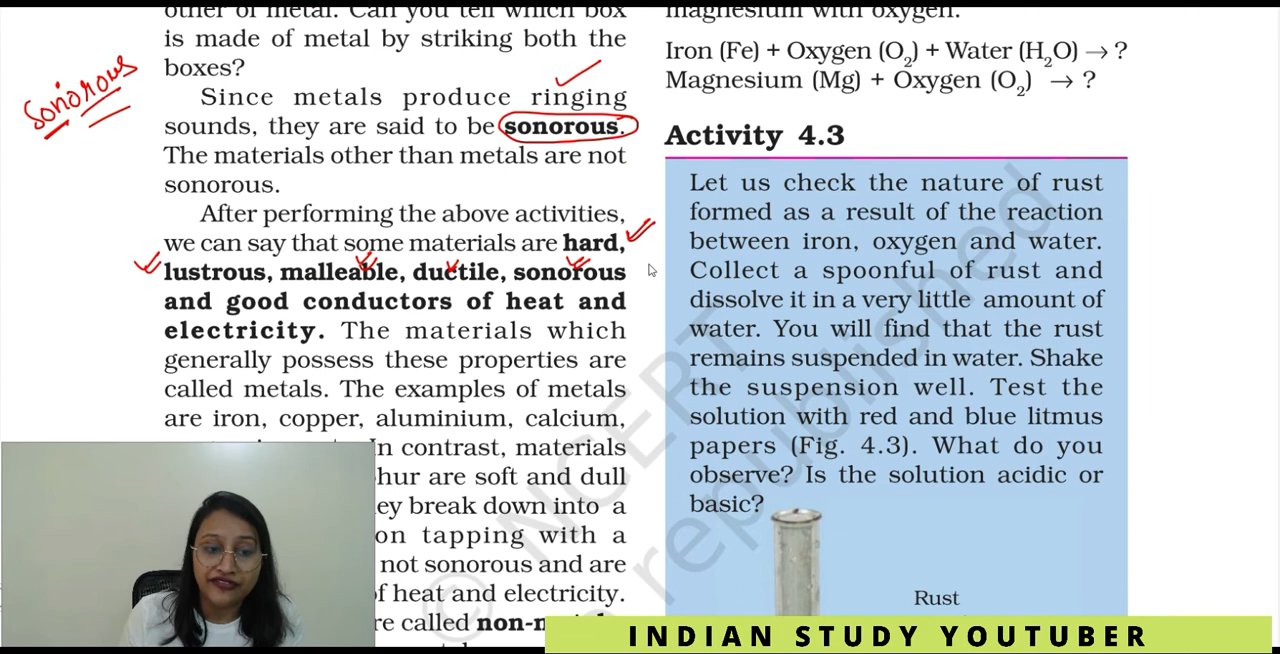 other of metal. Can you tell which box
is made of metal by striking both the
boxes?
Sonorous
Since metals produce ringing
sounds, they are said to be sonorous.
The materials other than metals are not
sonorous.
After performing the above activities,
we can say that some materials are hard,
lustrous, malleable, ductile, sonorous
and good conductors of heat and
electricity. The materials which
generally possess these properties are
called metals. The examples of metals
are iron, copper, aluminium, calcium,
In contrast, materials
hur are soft and dull
ey break down into a
on tapping with a
not sonorous and are
f heat and electricity.
re called non-m
magnesium with oxygen.
Iron (Fe) + Oxygen (O₂) + Water (H₂O) → ?
Magnesium (Mg) + Oxygen (O₂) → ?
Activity 4.3
Let us check the nature of rust
formed as a result of the reaction
between iron, oxygen and water.
Collect a spoonful of rust and
dissolve it in a very little amount of
water. You will find that the rust
remains suspended in water. Shake
the suspension well. Test the
solution with red and blue litmus
papers (Fig. 4.3). What do you
observe? Is the solution acidic or
basic?
Rust
© NCERT
republished
INDIAN STUDY YOUTUBER